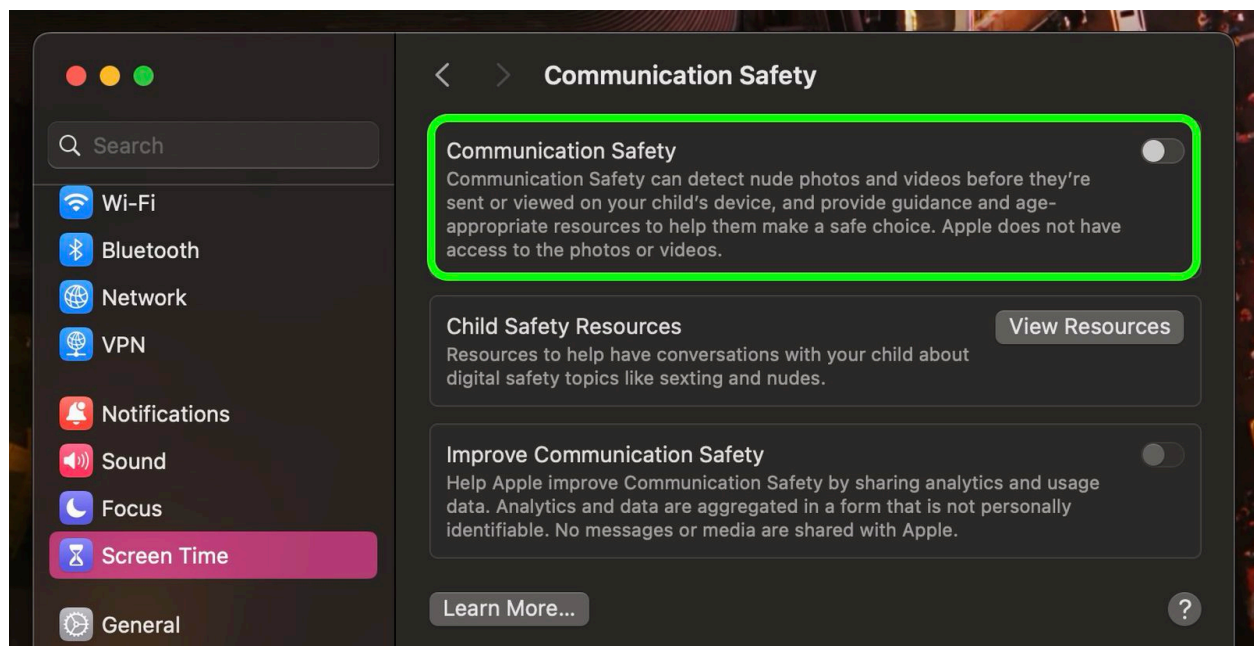 Search
Wi-Fi
Bluetooth
Network
VPN
Notifications
Sound
Focus
Screen Time
General
Communication Safety
Communication Safety
Communication Safety can detect nude photos and videos before they're
sent or viewed on your child's device, and provide guidance and age-
appropriate resources to help them make a safe choice. Apple does not have
access to the photos or videos.
Child Safety Resources
View Resources
Resources to help have conversations with your child about
digital safety topics like sexting and nudes.
Improve Communication Safety
Help Apple improve Communication Safety by sharing analytics and usage
data. Analytics and data are aggregated in a form that is not personally
identifiable. No messages or media are shared with Apple.
Learn More...
?